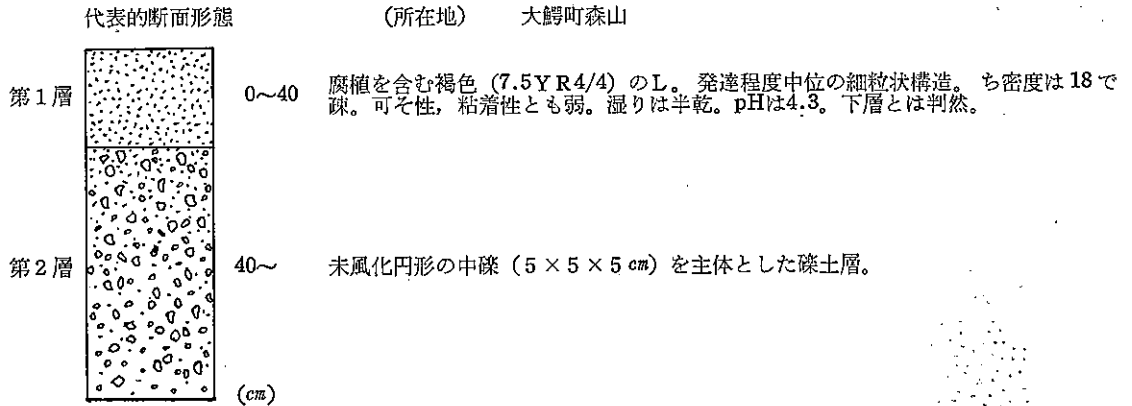 代表的断面形態 (所在地) 大鰐町森山
第1層 0～40 腐植を含む褐色 (7.5YR4/4) のL。発達程度中位の細粒状構造。ち密度は18で
疎。可そ性，粘着性とも弱。湿りは半乾。pHは4.3。下層とは判然。
第2層 40～ 未風化円形の中礫（5×5×5cm）を主体とした礫土層。
(cm)